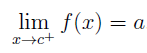 lim f(x) = a
x→c⁺